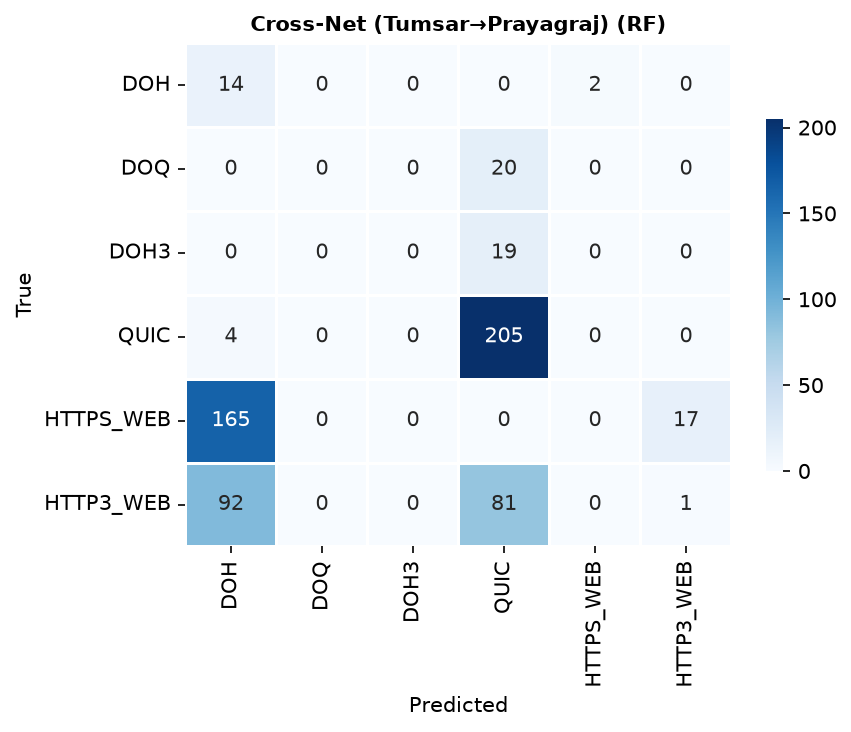 Cross-Net (Tumsar→Prayagraj) (RF)
True
DOH 14 0 0 0 2 0
DOQ 0 0 0 20 0 0
DOH3 0 0 0 19 0 0
QUIC 4 0 0 205 0 0
HTTPS_WEB 165 0 0 0 0 17
HTTP3_WEB 92 0 0 81 0 1
DOH DOQ DOH3 QUIC HTTPS_WEB HTTP3_WEB
Predicted
200
150
100
50
0